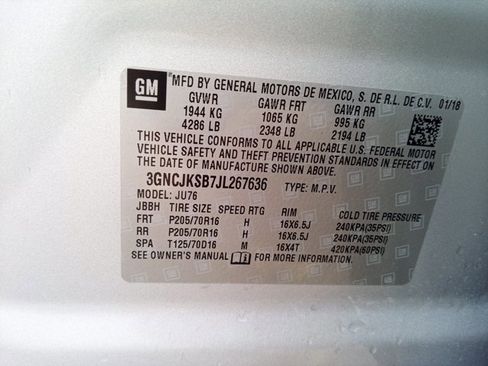 GM
MFD BY GENERAL MOTORS DE MEXICO, S. DE R.L. DE C.V. 01/18
GVWR GAWR FRT GAWR RR
1944 KG 1065 KG 995 KG
4286 LB 2348 LB 2194 LB
THIS VEHICLE CONFORMS TO ALL APPLICABLE U.S. FEDERAL MOTOR
VEHICLE SAFETY AND THEFT PREVENTION STANDARDS IN EFFECT ON THE
DATE OF MANUFACTURE SHOWN ABOVE.
3GNCJKSB7JL267636 TYPE: M.P.V.
MODEL: JU76
JBBH TIRE SIZE SPEED RTG RIM COLD TIRE PRESSURE
FRT P205/70R16 H 16X6.5J 240KPA(35PSI)
RR P205/70R16 H 16X6.5J 240KPA(35PSI)
SPA T125/70D16 M 16X4T 420KPA(60PSI)
SEE OWNER'S MANUAL FOR MORE INFORMATION.